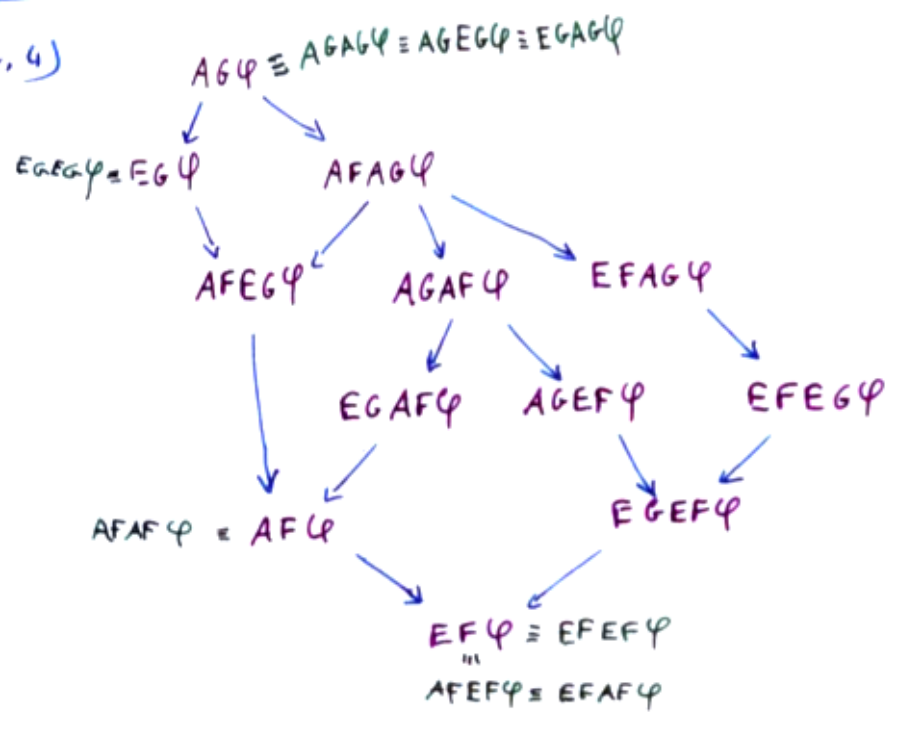 ., 4)
AGφ ≡ AGAGφ ≡ AGEGφ ≡ EGAGφ
EGEGφ ≡ EGφ AFAGφ
AFEGφ AGAFφ EFAGφ
EGAFφ AGEFφ EFEGφ
AFAFφ ≡ AFφ EGEFφ
EFφ ≡ EFEFφ
≡
AFEFφ ≡ EFAFφ